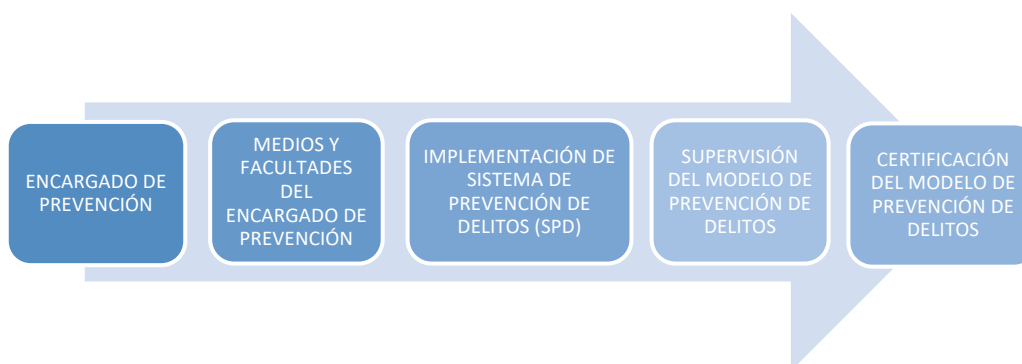 ENCARGADO DE
PREVENCIÓN
MEDIOS Y
FACULTADES
DEL
ENCARGADO DE
PREVENCIÓN
IMPLEMENTACIÓN DE
SISTEMA DE
PREVENCIÓN DE
DELITOS (SPD)
SUPERVISIÓN
DEL MODELO DE
PREVENCIÓN DE
DELITOS
CERTIFICACIÓN
DEL MODELO DE
PREVENCIÓN DE
DELITOS